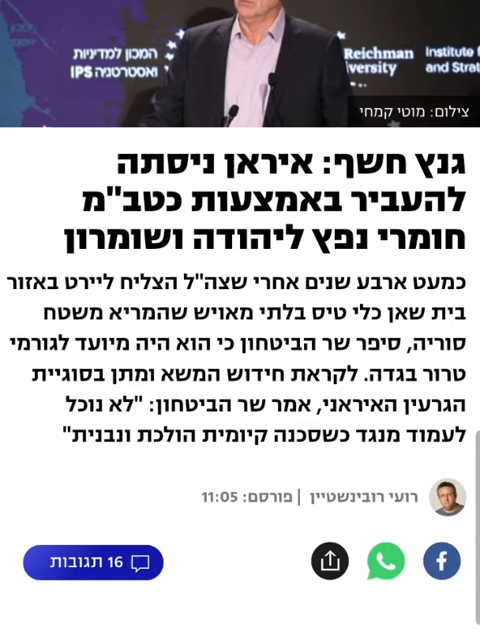 המכון למדיניות
ואסטרטגיה IPS
Reichman
versity
Institute
and Strat
צילום: מוטי קמחי
גנץ חשף: איראן ניסתה
להעביר באמצעות כטב"מ
חומרי נפץ ליהודה ושומרון
כמעט ארבע שנים אחרי שצה"ל הצליח ליירט באזור
בית שאן כלי טיס בלתי מאויש שהמריא משטח
סוריה, סיפר שר הביטחון כי הוא היה מיועד לגורמי
טרור בגדה. לקראת חידוש המשא ומתן בסוגיית
הגרעין האיראני, אמר שר הביטחון: "לא נוכל
לעמוד מנגד כשסכנה קיומית הולכת ונבנית"
רועי רובינשטיין | פורסם: 11:05
16 תגובות